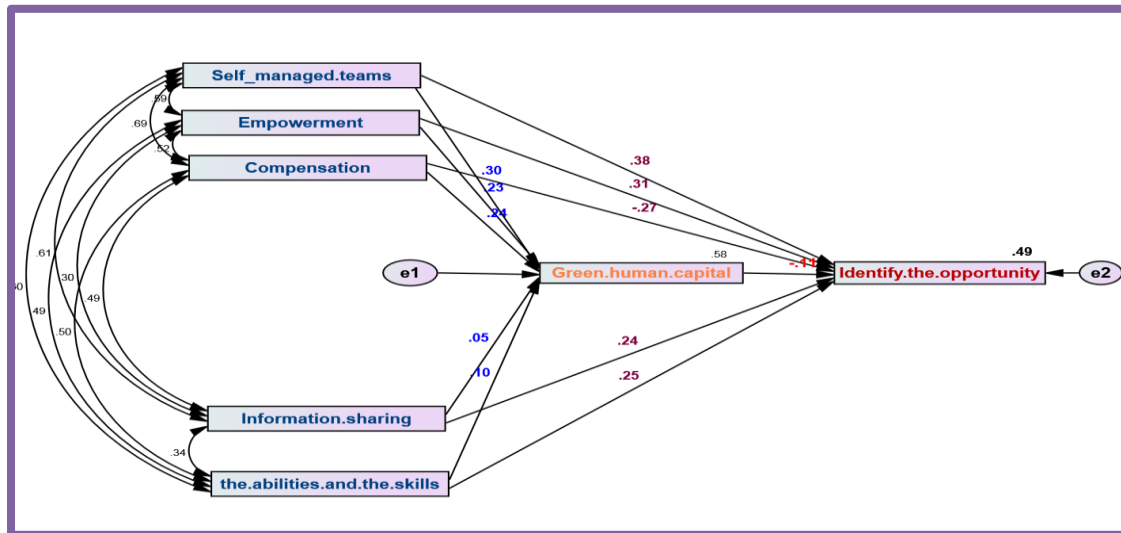 Self_managed.teams
.59
Empowerment
.69
.52
Compensation
.38
.30
.31
.23
-.27
.24
.58
.49
e1
Green.human.capital
-.11
Identify.the.opportunity
e2
.61
.30
.49
.49
.50
.05
.24
.10
.25
Information.sharing
.34
the.abilities.and.the.skills